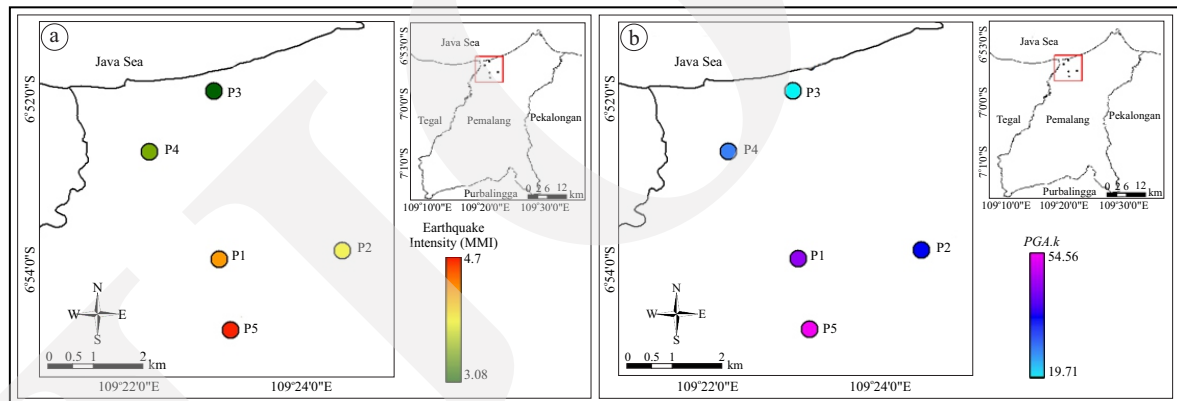 a
Java Sea
P3
P4
P1
P2
P5
N
W E
S
0 0.5 1 2
km
6°52'0"S
6°54'0"S
109°22'0"E
109°24'0"E
Java Sea
Tegal
Pemalang
Pekalongan
Purbalingga
0 2 6 12
km
6°53'0"S
7°0'0"S
7°1'0"S
109°10'0"E
109°20'0"E
109°30'0"E
Earthquake
Intensity (MMI)
4.7
3.08
b
Java Sea
P3
P4
P1
P2
P5
N
W E
S
0 0.5 1 2
km
6°52'0"S
6°54'0"S
109°22'0"E
109°24'0"E
Java Sea
Tegal
Pemalang
Pekalongan
Purbalingga
0 2 6 12
km
6°53'0"S
7°0'0"S
7°1'0"S
109°10'0"E
109°20'0"E
109°30'0"E
PGA.k
54.56
19.71